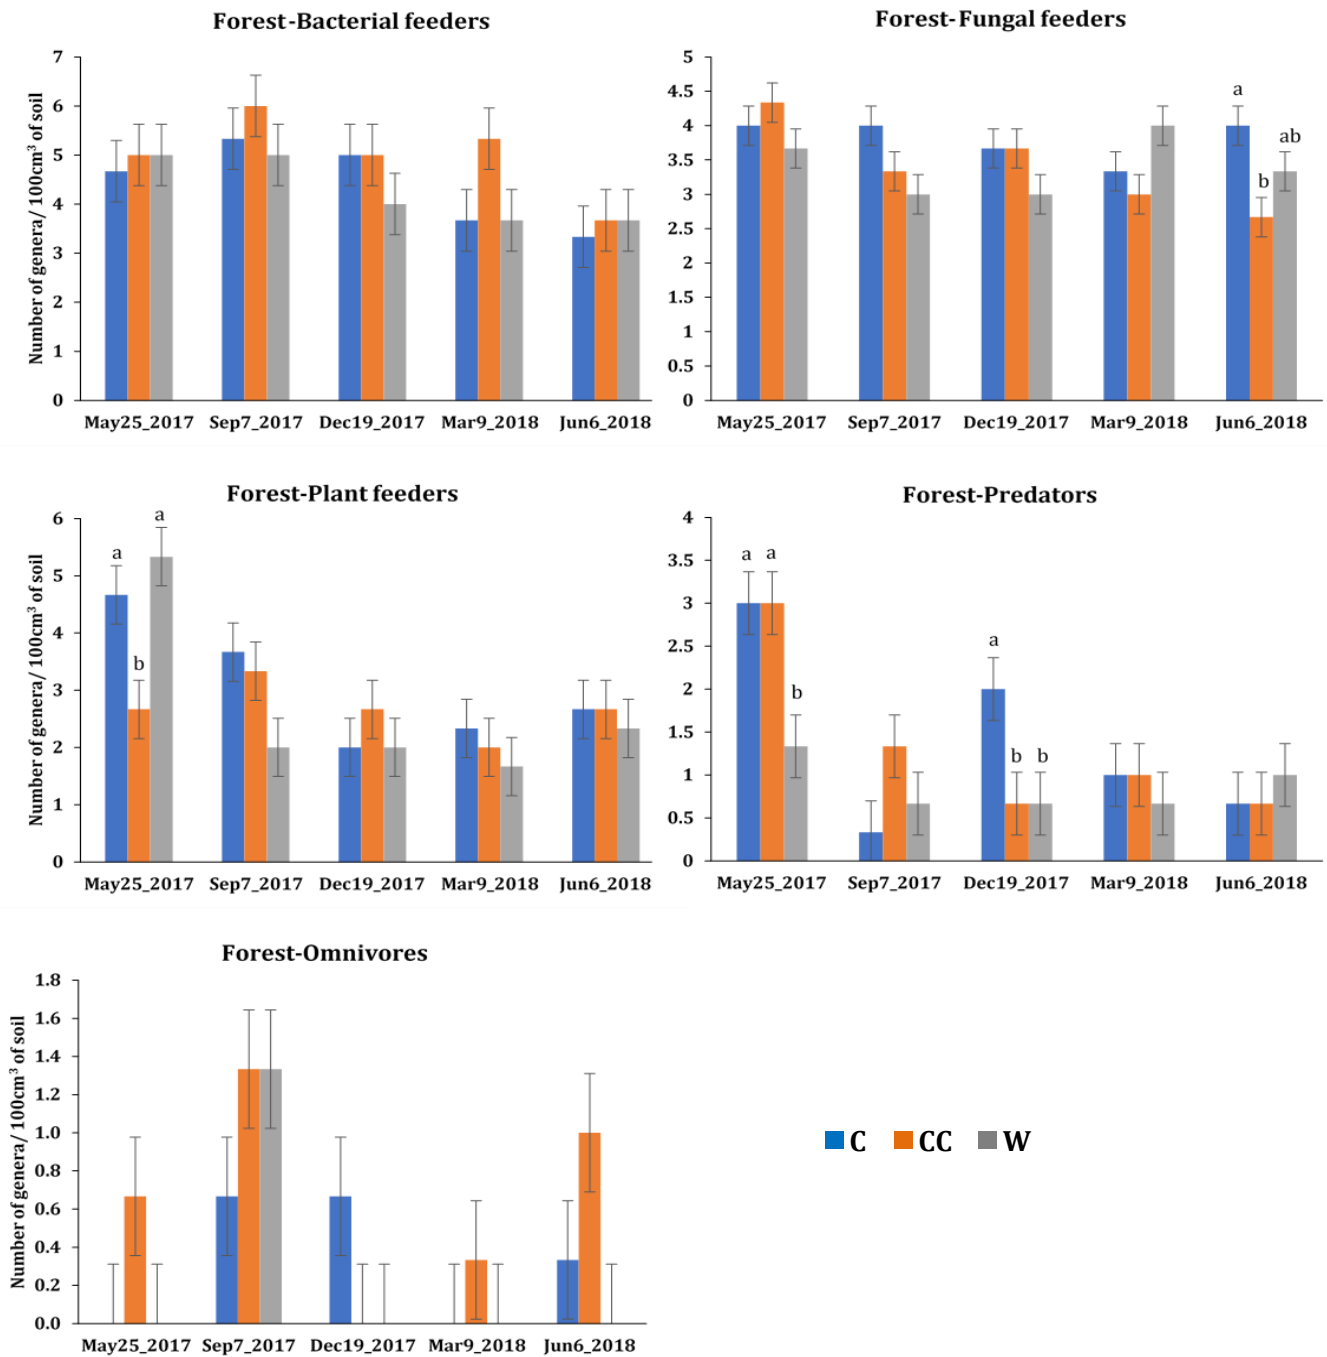 Forest-Bacterial feeders
Number of genera/ 100cm³ of soil
7
6
5
4
3
2
1
0
May25_2017 Sep7_2017 Dec19_2017 Mar9_2018 Jun6_2018
Forest-Fungal feeders
5
4.5
4
3.5
3
2.5
2
1.5
1
0.5
0
a
b
ab
May25_2017 Sep7_2017 Dec19_2017 Mar9_2018 Jun6_2018
Forest-Plant feeders
Number of genera/ 100cm³ of soil
6
5
4
3
2
1
0
a
b
a
May25_2017 Sep7_2017 Dec19_2017 Mar9_2018 Jun6_2018
Forest-Predators
4
3.5
3
2.5
2
1.5
1
0.5
0
a a
b
a
b b
May25_2017 Sep7_2017 Dec19_2017 Mar9_2018 Jun6_2018
Forest-Omnivores
Number of genera/ 100cm³ of soil
1.8
1.6
1.4
1.2
1.0
0.8
0.6
0.4
0.2
0.0
May25_2017 Sep7_2017 Dec19_2017 Mar9_2018 Jun6_2018
C CC W